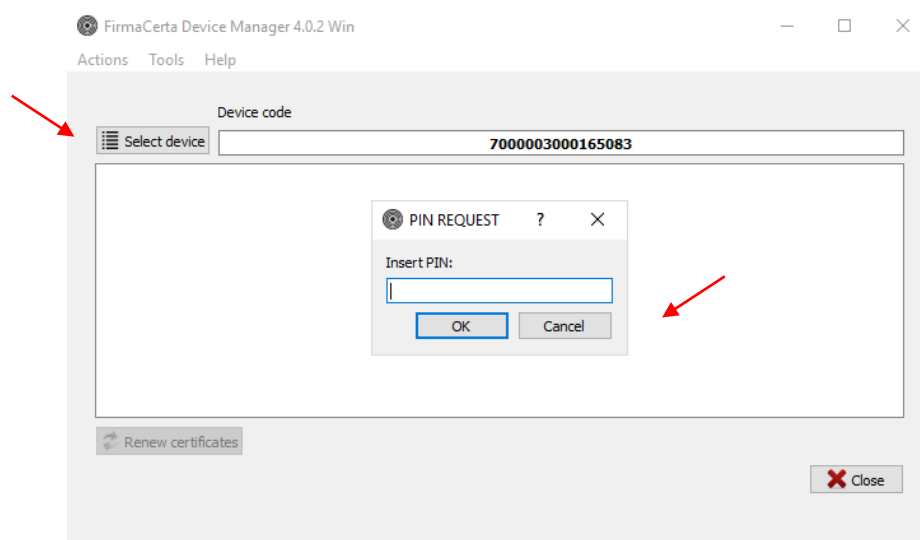 FirmaCerta Device Manager 4.0.2 Win
Actions Tools Help
Device code
Select device
7000003000165083
PIN REQUEST ?
Insert PIN:
OK Cancel
Renew certificates
Close